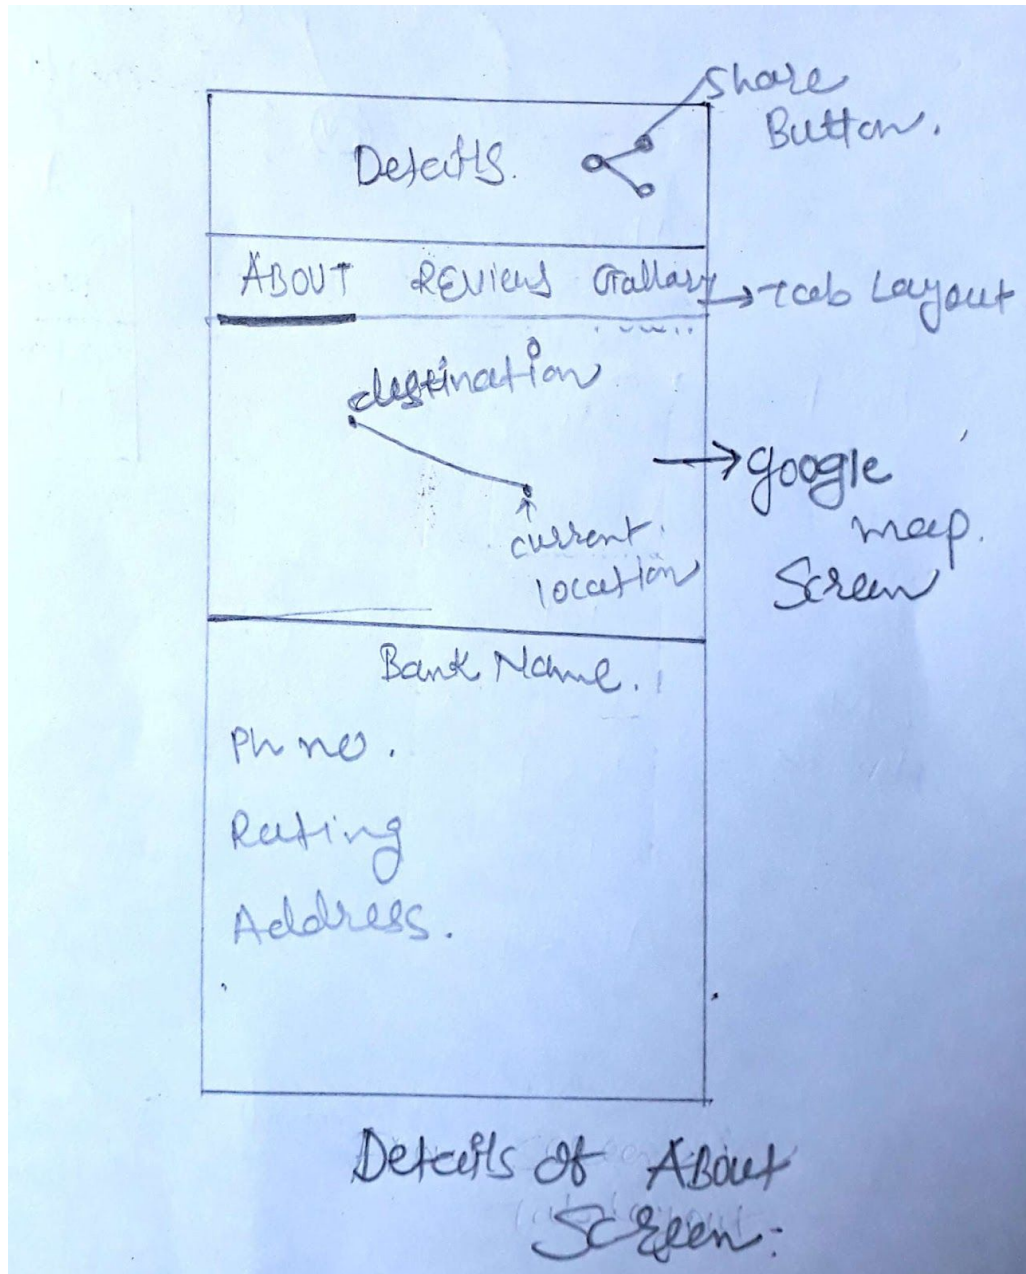 Share
Button.
Details.
ABOUT REVIEWS Gallary
→ Tab Layout
destination
current
location
→ google
map.
Screen
Bank Name.
Ph no.
Rating
Address.
Details of About
Screen: